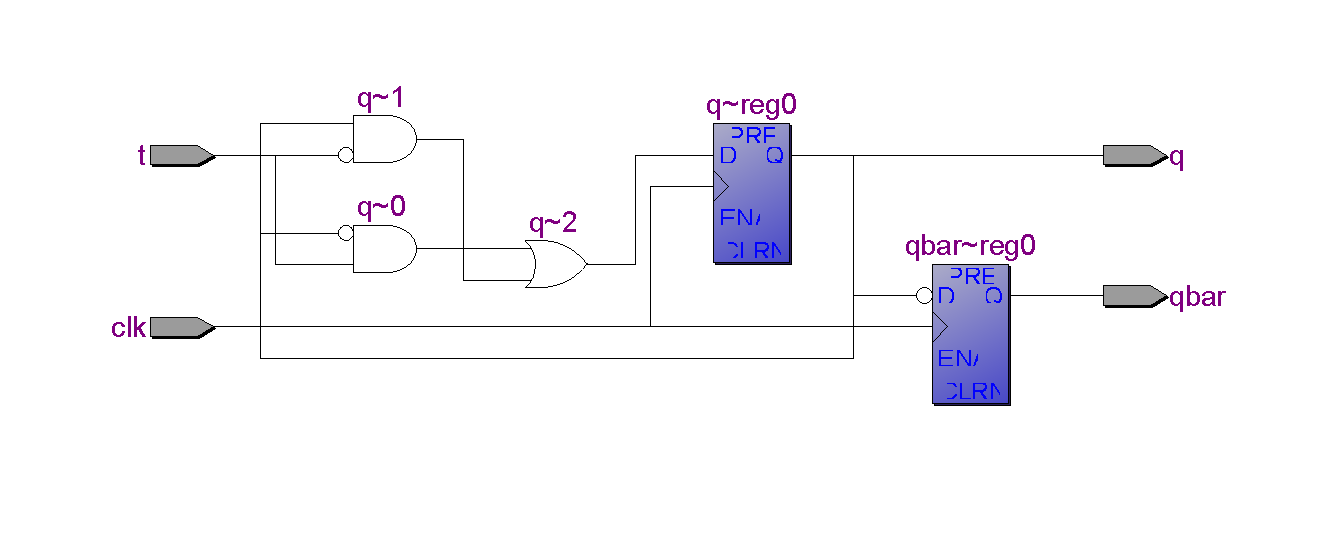 q~1
q~reg0
t
PRE
D Q
q
q~0
q~2
ENA
CLRN
qbar~reg0
PRE
D Q
qbar
clk
ENA
CLRN